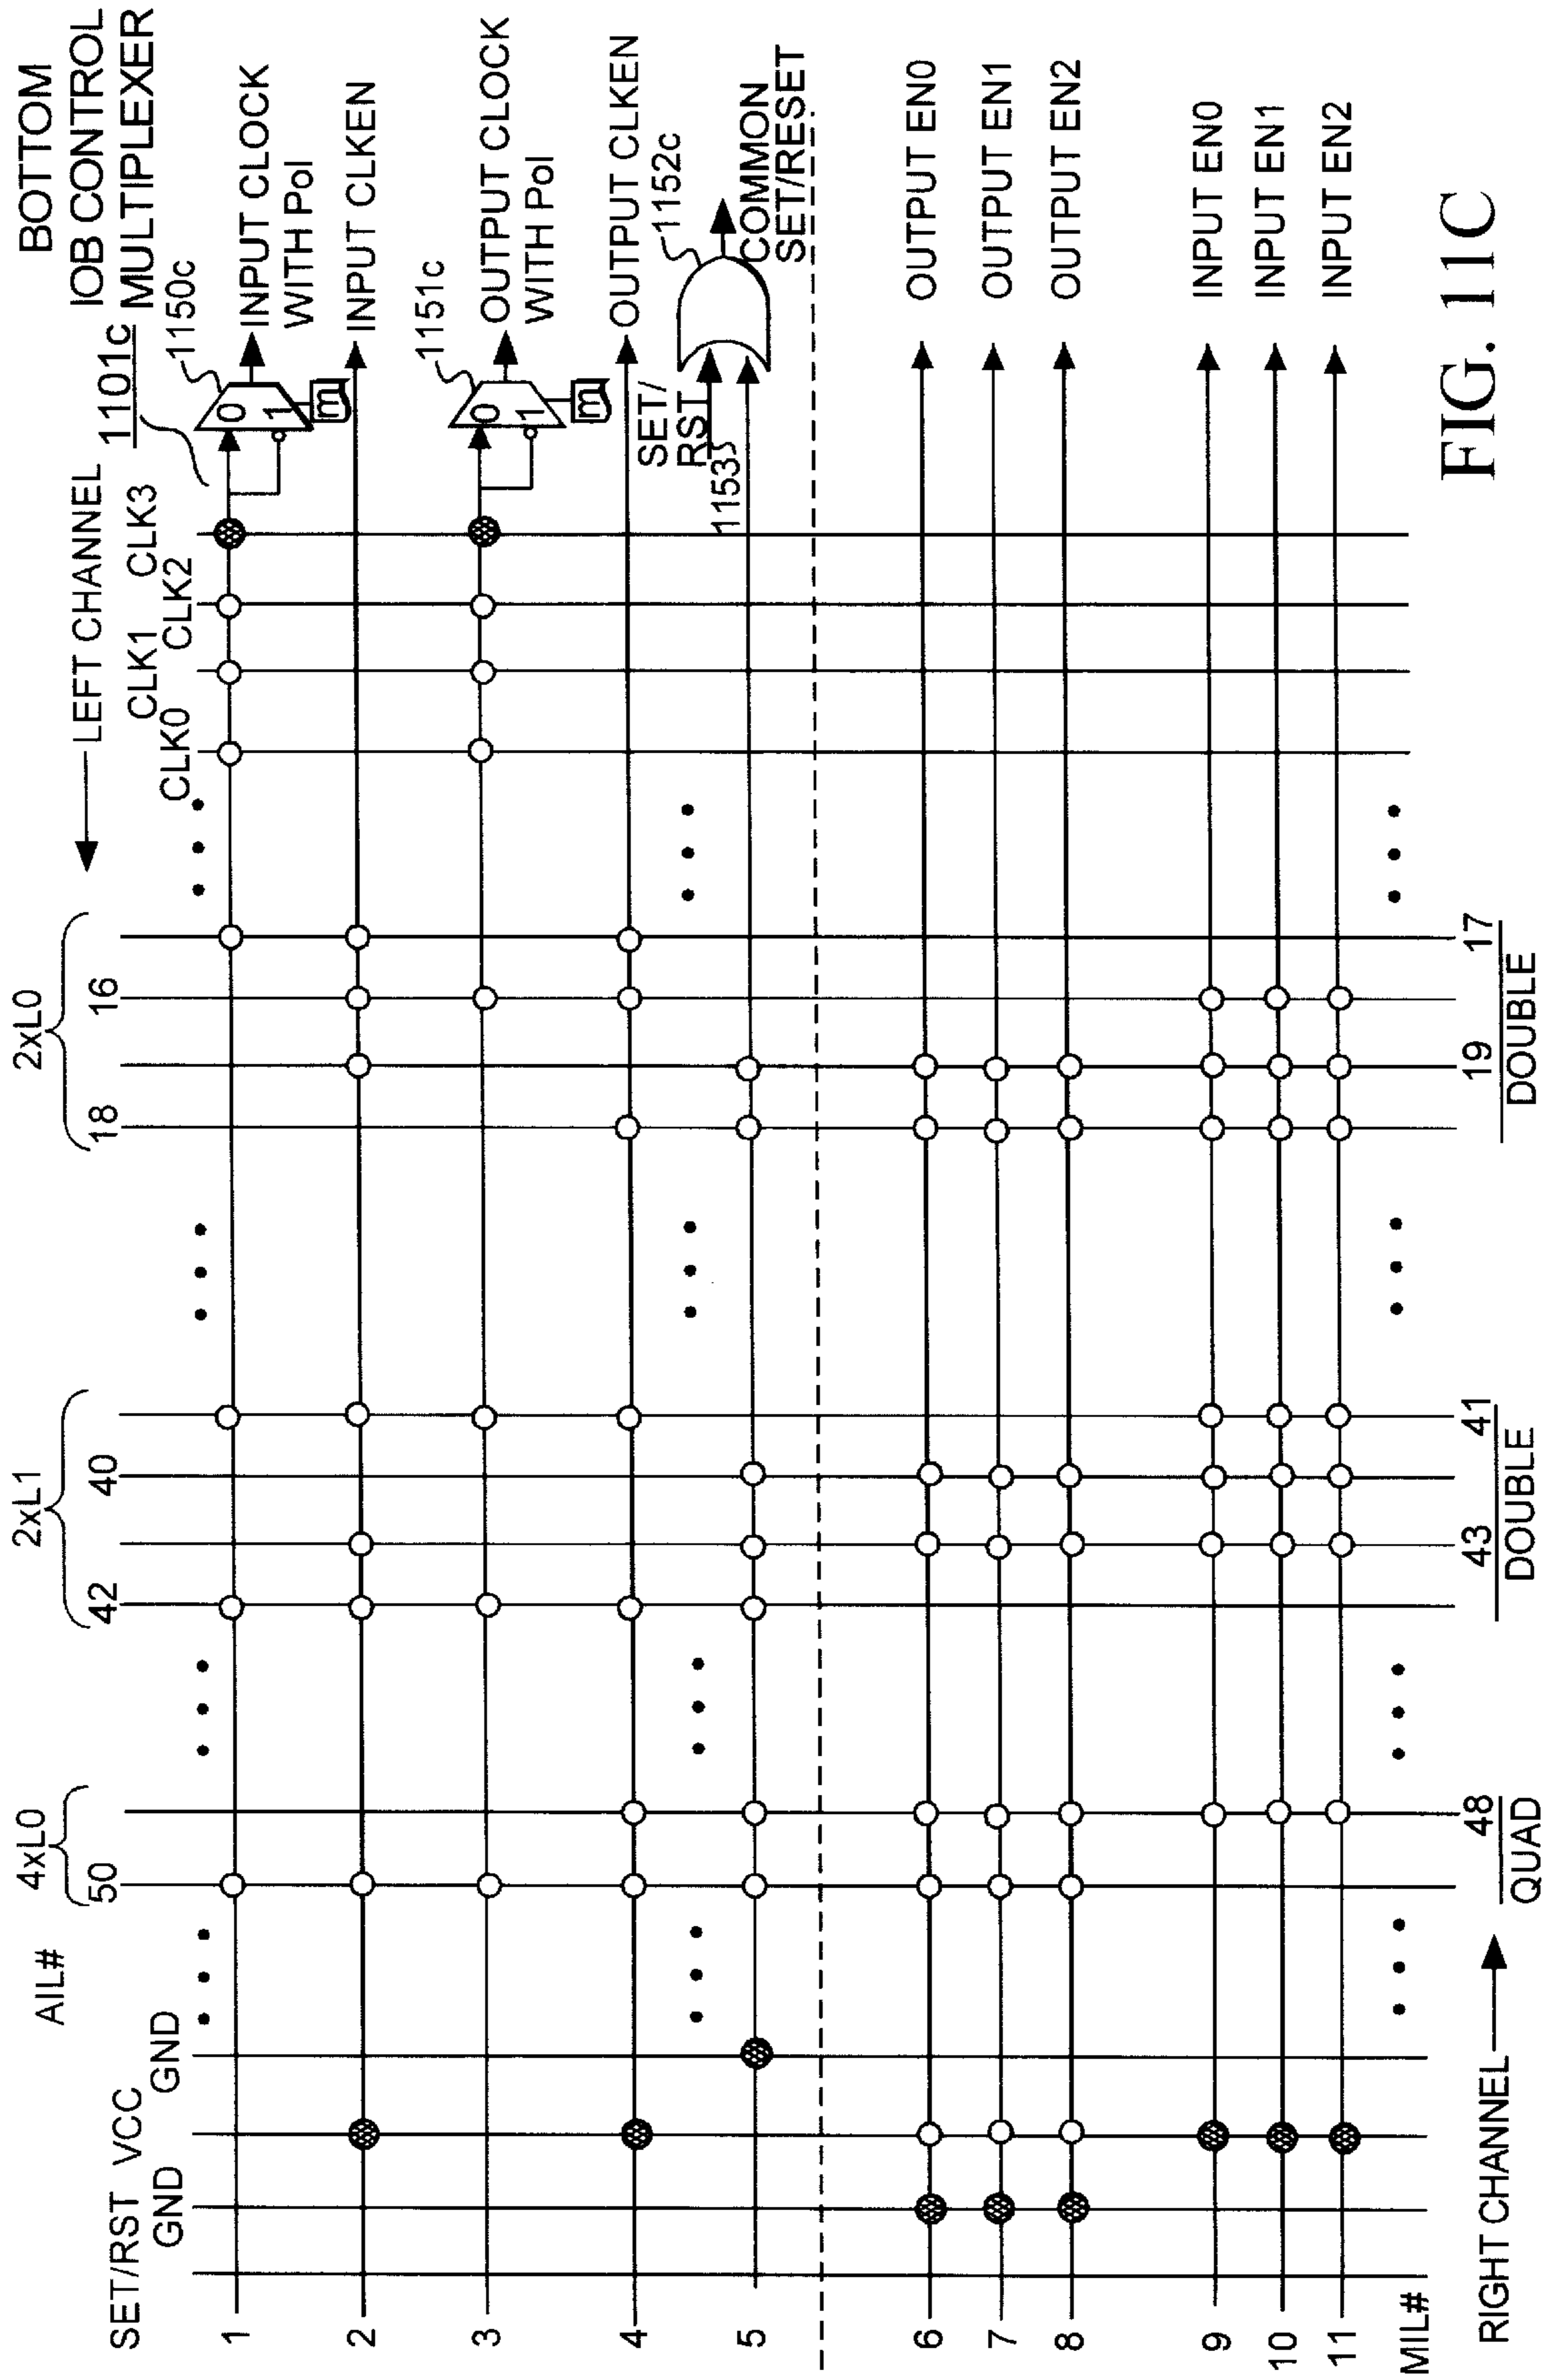 BOTTOM
IOB CONTROL
MULTIPLEXER
1101c
LEFT CHANNEL
AIL#
4xL0
50
2xL1
42
40
2xL0
18
16
SET/RST
GND
VCC
GND
CLK0
CLK1
CLK2
CLK3
1
0
1
m
1150c
INPUT CLOCK
WITH Pol
2
INPUT CLKEN
3
0
1
m
1151c
OUTPUT CLOCK
WITH Pol
4
OUTPUT CLKEN
SET/
RST
1153
1152c
5
COMMON
SET/RESET
6
OUTPUT EN0
7
OUTPUT EN1
8
OUTPUT EN2
9
INPUT EN0
10
INPUT EN1
11
INPUT EN2
MIL#
RIGHT CHANNEL
48
QUAD
43
41
DOUBLE
19
17
DOUBLE
FIG. 11C